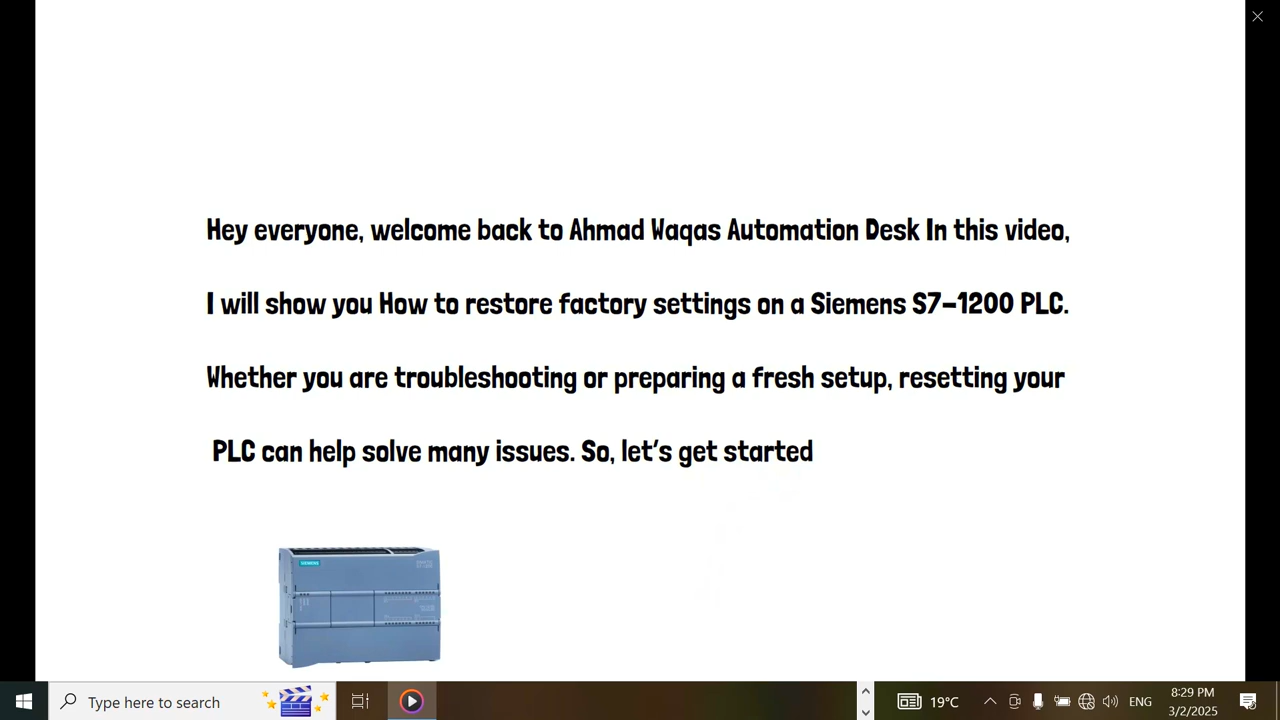 Hey everyone, welcome back to Ahmad Waqas Automation Desk In this video,
I will show you How to restore factory settings on a Siemens S7-1200 PLC.
Whether you are troubleshooting or preparing a fresh setup, resetting your
PLC can help solve many issues. So, let's get started
SIEMENS
Type here to search
19°C
ENG
8:29 PM
3/2/2025